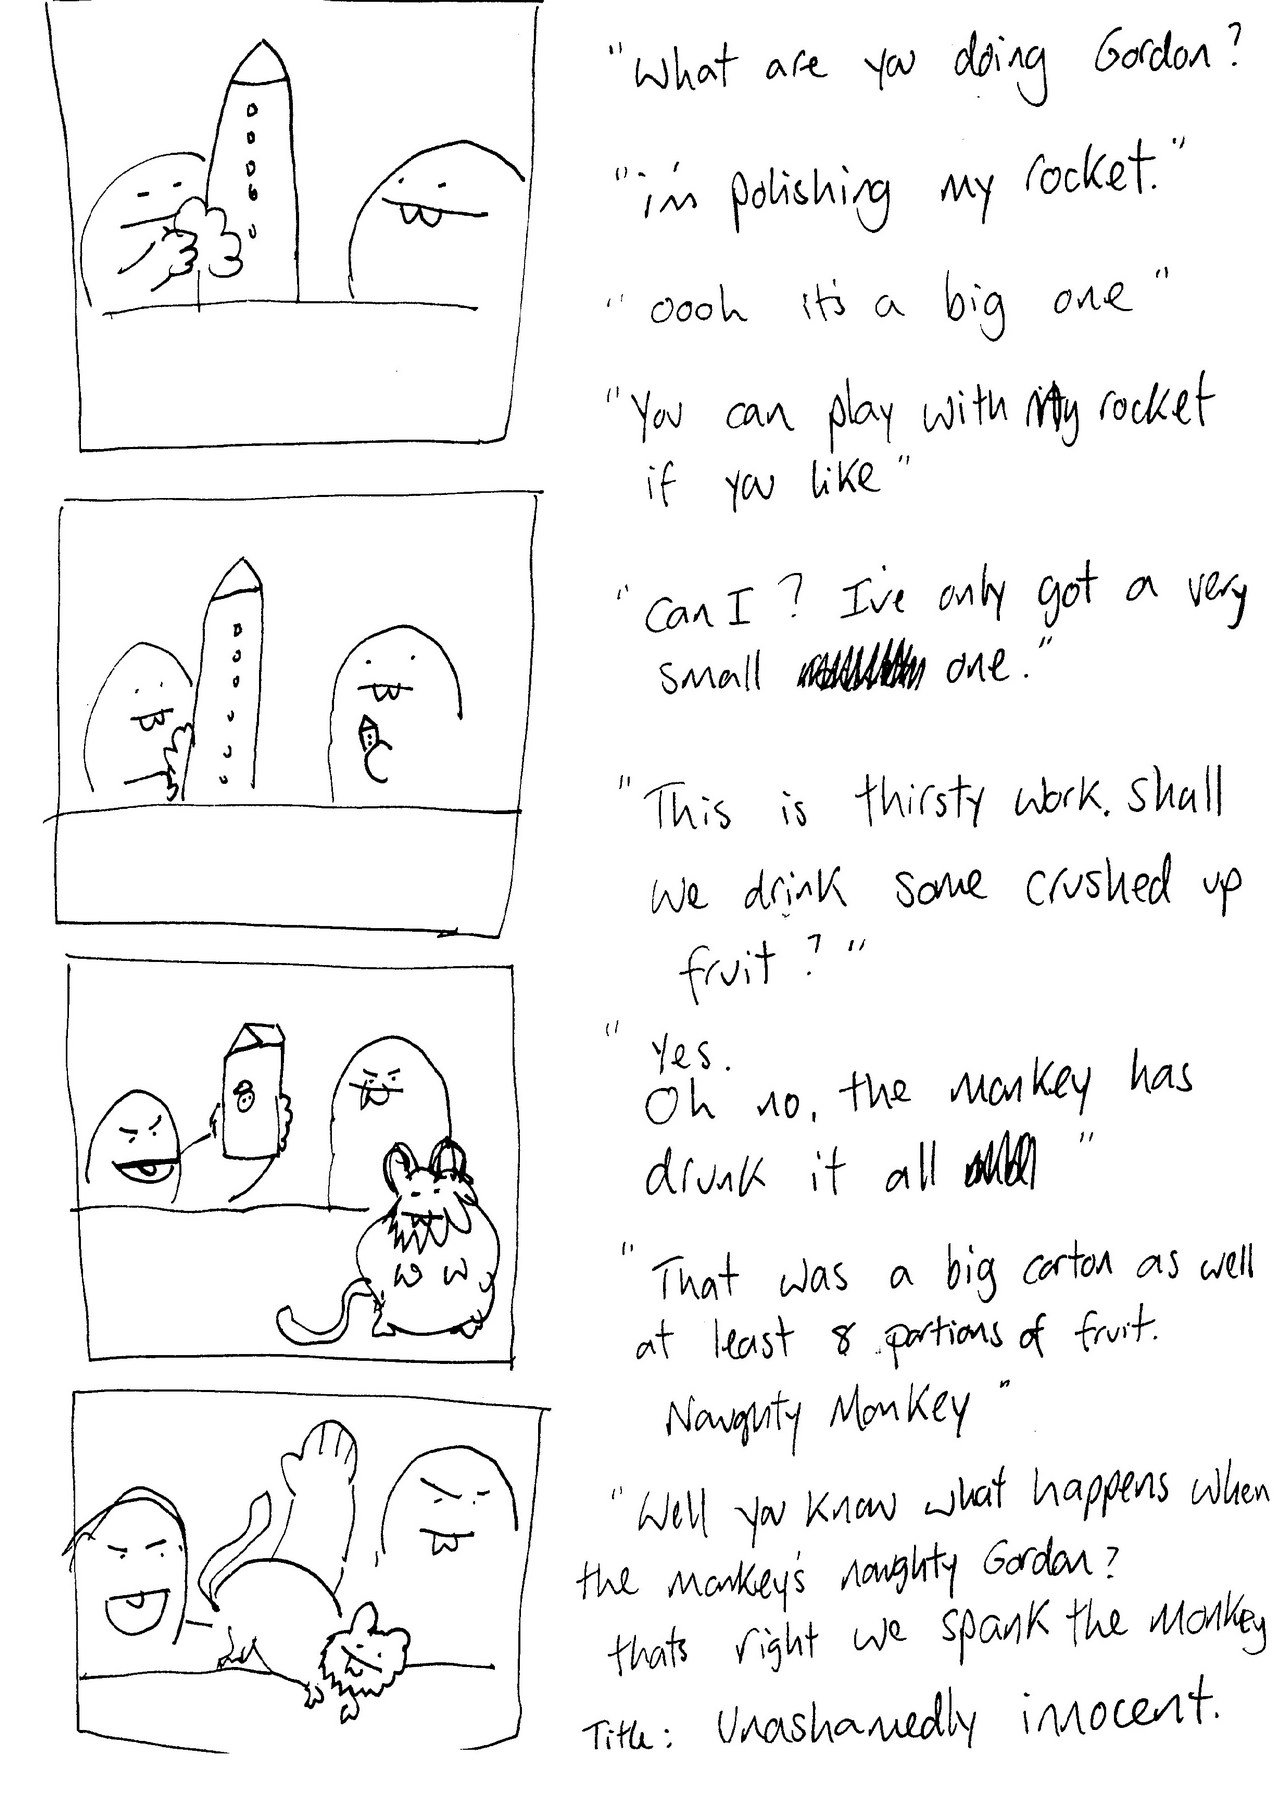 "What are you doing Gordon?
"i'm polishing my rocket."
"oooh it's a big one"
"You can play with my rocket
if you like"
"Can I? I've only got a very
small one."
"This is thirsty work. Shall
we drink some crushed up
fruit?"
"Yes.
Oh no, the monkey has
drunk it all"
"That was a big carton as well
at least 8 portions of fruit.
Naughty Monkey"
"Well you know what happens when
the monkey's naughty Gordon?
thats right we spank the monkey
Title: Unashamedly innocent.